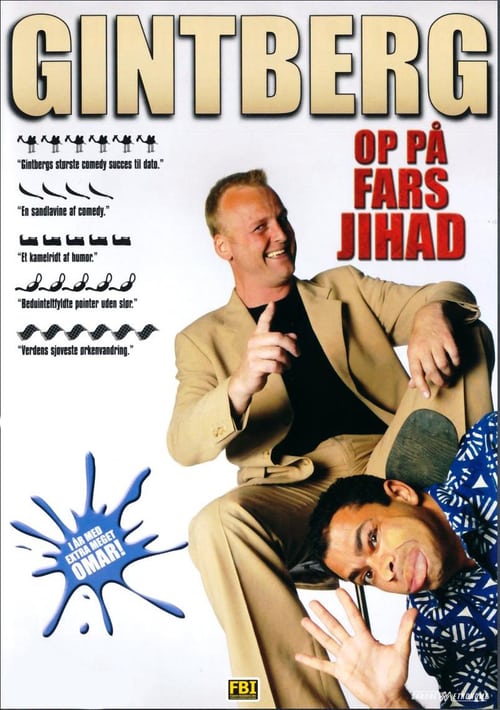 GINTBERG
OP PÅ
FARS
JIHAD
"Gintbergs største comedy succes til dato."
"En sandlavine af comedy."
"Et kamelridt af humor."
"Beduinteltfyldte pointer uden slør."
"Verdens sjoveste ørkenvandring."
I ÅR MED
EXTRA MEGET
OMAR!
FBI